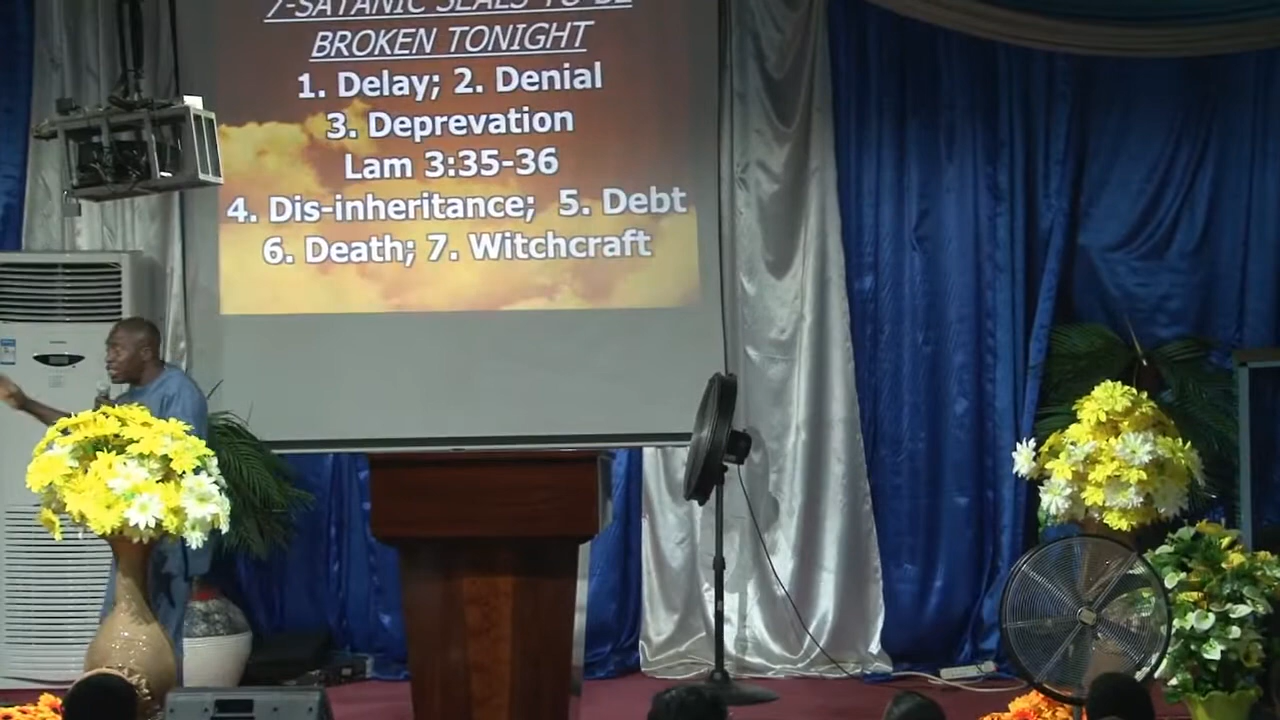 7-SATANIC SEALS TO BE
BROKEN TONIGHT
1. Delay; 2. Denial
3. Deprevation
Lam 3:35-36
4. Dis-inheritance; 5. Debt
6. Death; 7. Witchcraft